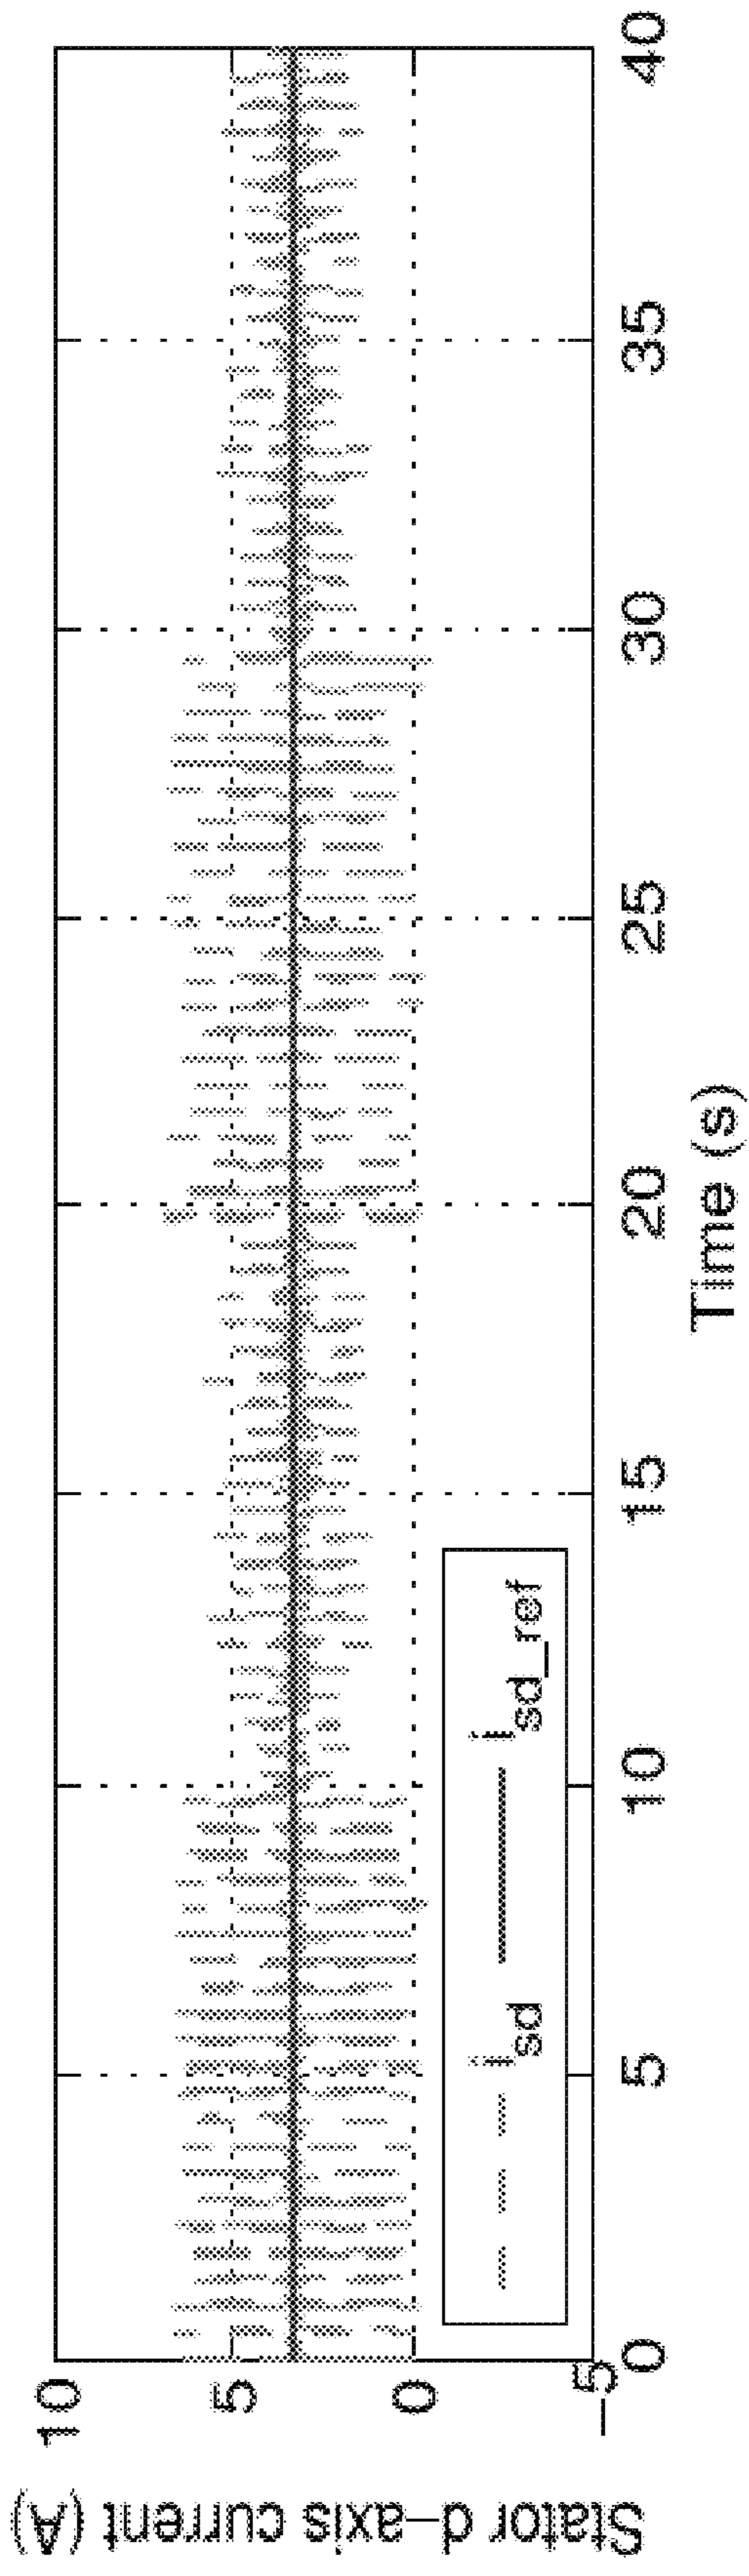 Stator d-axis current (A)
10
5
0
-5
i_sd i_sd_ref
0 5 10 15 20 25 30 35 40
Time (s)